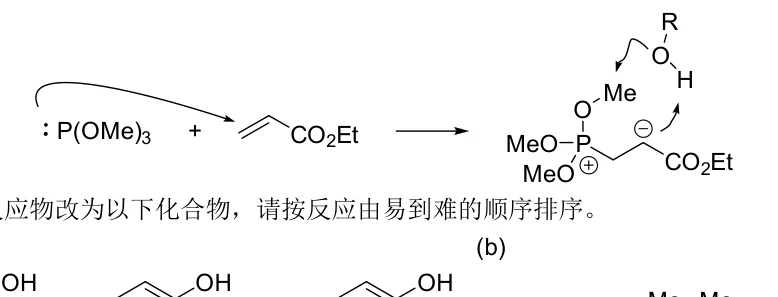 R
O
H
Me
O
: P(OMe)3 + CO2Et MeO P ⊖ CO2Et
MeO ⊕
应物改为以下化合物，请按反应由易到难的顺序排序。
(b)
OH OH OH
Me Me